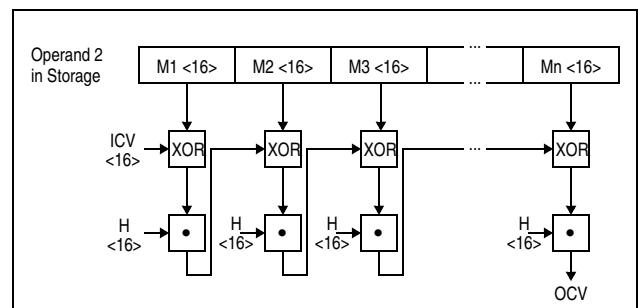 Operand 2
in Storage
M1 <16> M2 <16> M3 <16> ... Mn <16>
...
ICV
<16>
XOR XOR XOR ... XOR
H
<16>
•
H
<16>
•
H
<16>
•
H
<16>
•
OCV